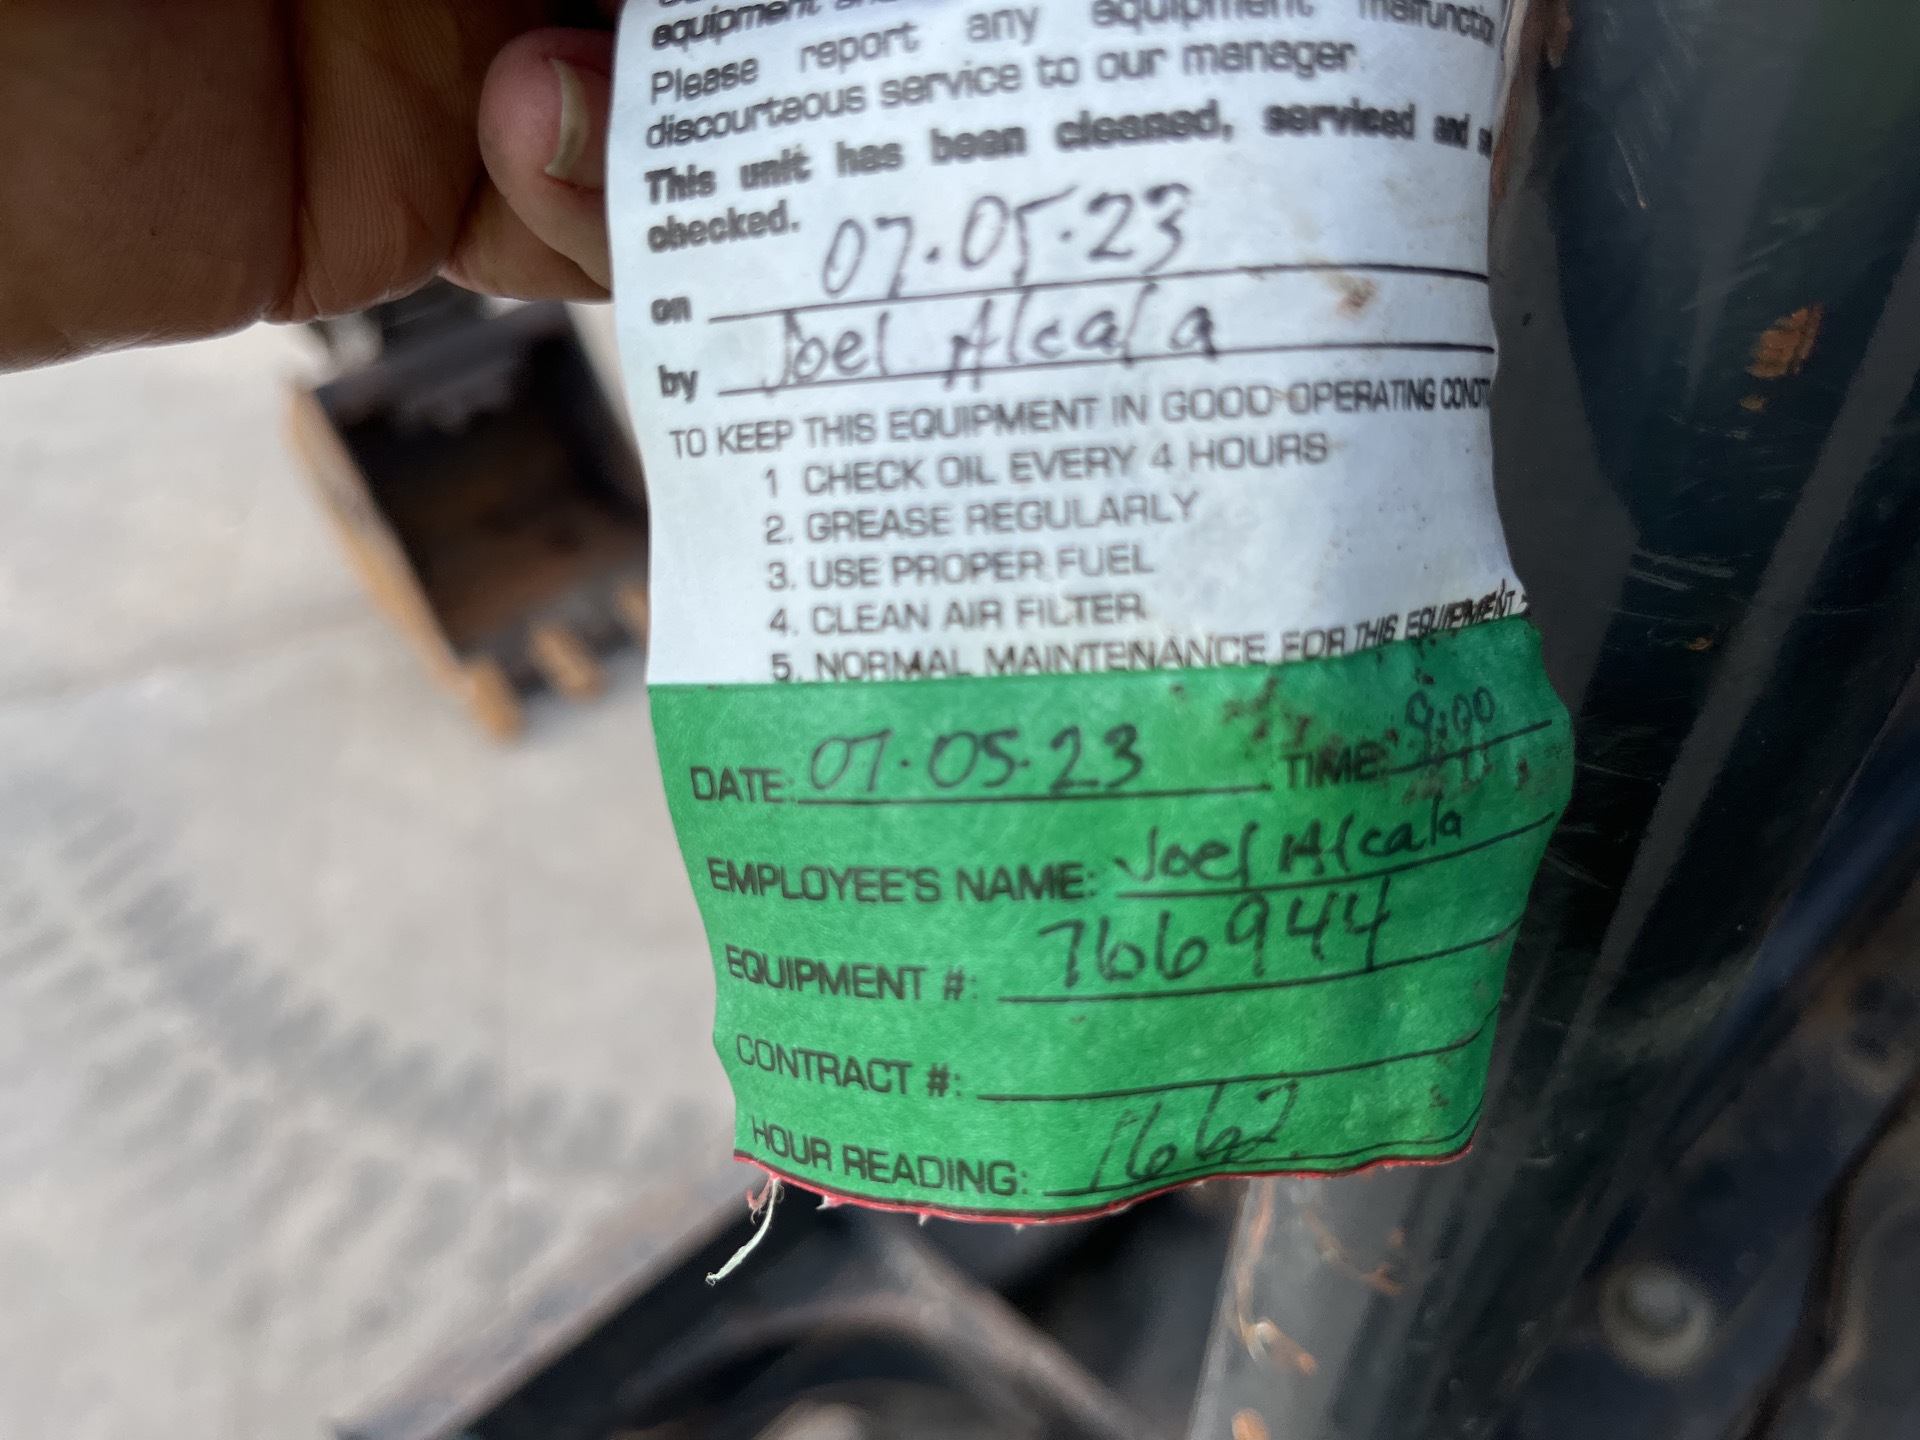 equipment
Please report any equipment malfunctio
discourteous service to our manager.
This unit has been cleaned, serviced and
checked.
on 07.05.23
by Joel Alcala
TO KEEP THIS EQUIPMENT IN GOOD OPERATING CONDIT
1 CHECK OIL EVERY 4 HOURS
2. GREASE REGULARLY
3. USE PROPER FUEL
4. CLEAN AIR FILTER
5. NORMAL MAINTENANCE FOR THIS EQUIPMENT
DATE: 07.05.23 TIME: 9:00
EMPLOYEE'S NAME: Joel Alcala
EQUIPMENT #: 766944
CONTRACT #:
HOUR READING: 1662